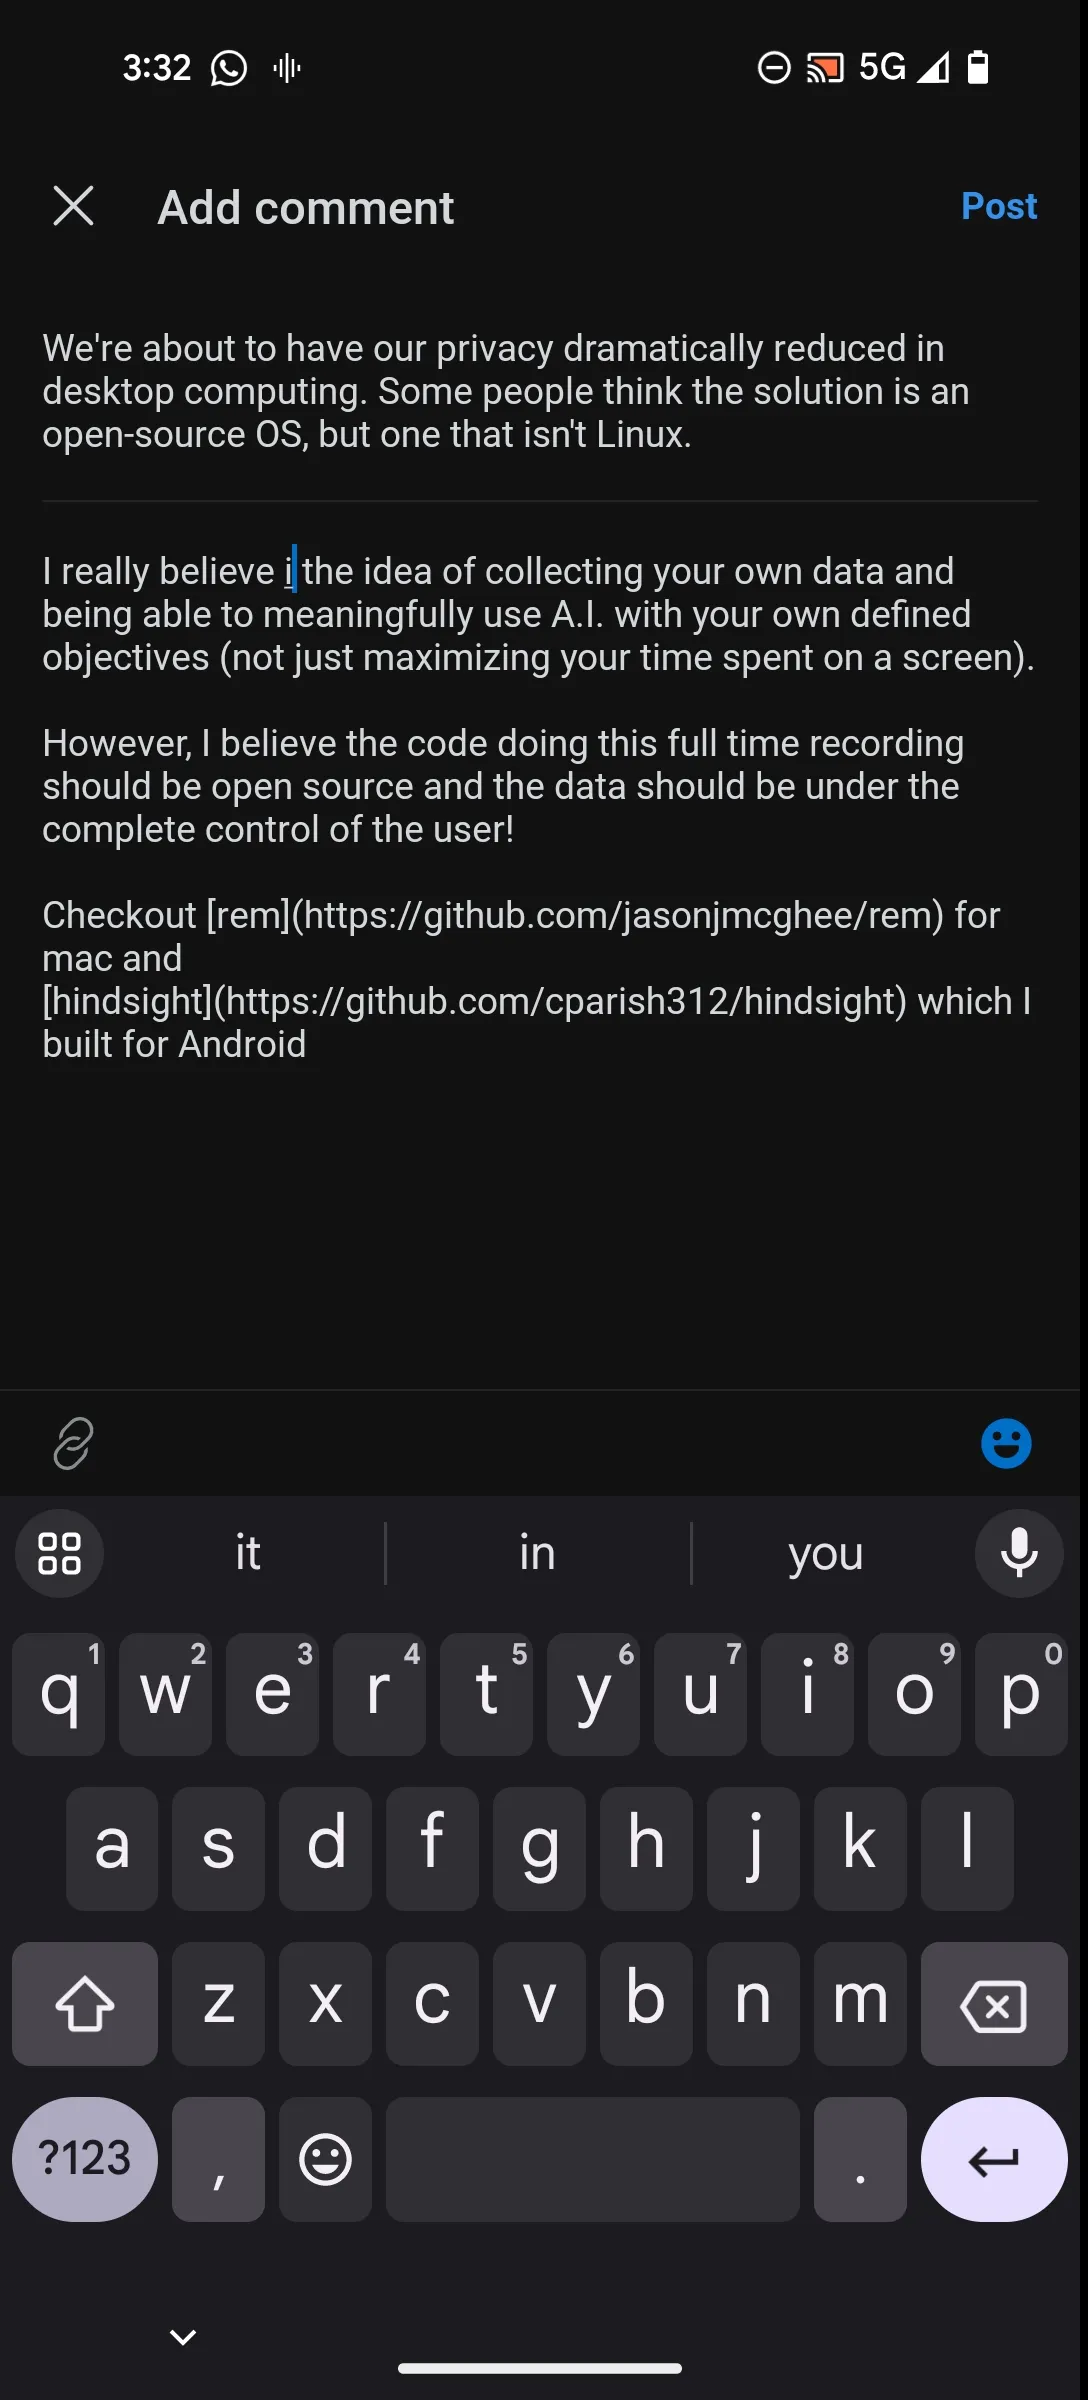 3:32 5G
Add comment Post
We're about to have our privacy dramatically reduced in
desktop computing. Some people think the solution is an
open-source OS, but one that isn't Linux.
I really believe i the idea of collecting your own data and
being able to meaningfully use A.I. with your own defined
objectives (not just maximizing your time spent on a screen).
However, I believe the code doing this full time recording
should be open source and the data should be under the
complete control of the user!
Checkout [rem](https://github.com/jasonjmcghee/rem) for
mac and
[hindsight](https://github.com/cparish312/hindsight) which I
built for Android
it in you
1 2 3 4 5 6 7 8 9 0
q w e r t y u i o p
a s d f g h j k l
z x c v b n m
?123 , .